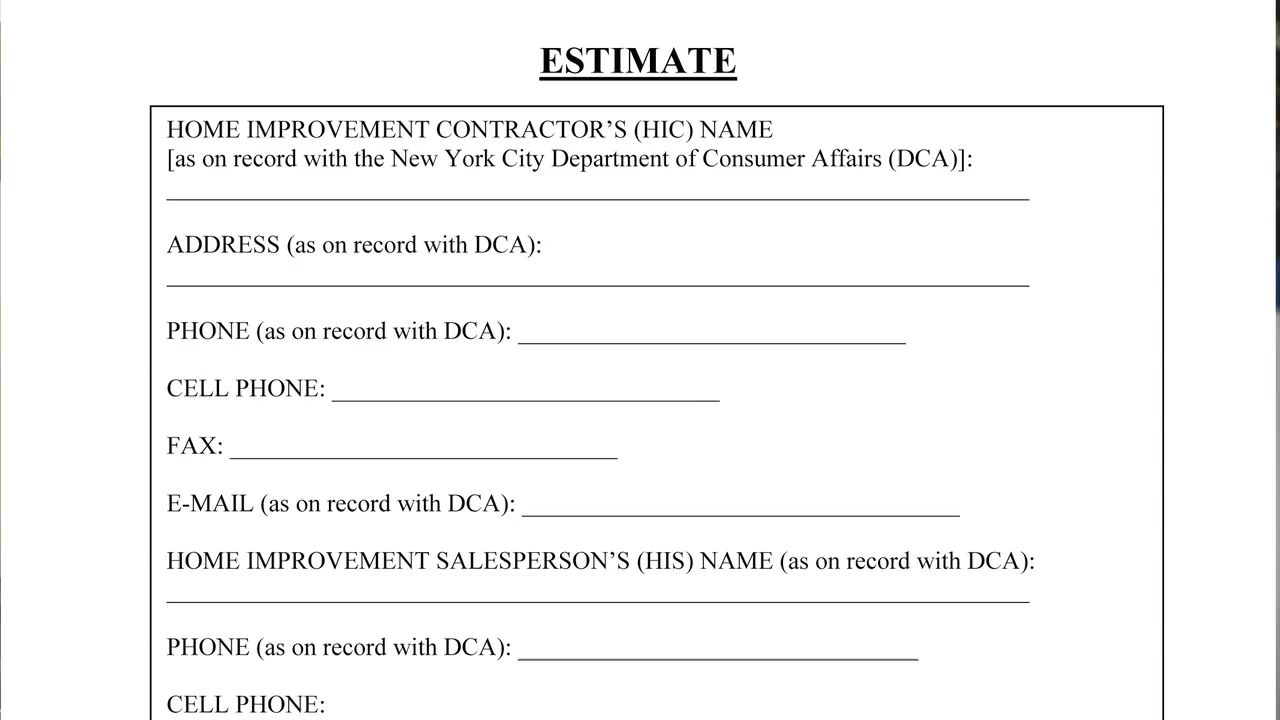 ESTIMATE
HOME IMPROVEMENT CONTRACTOR’S (HIC) NAME
[as on record with the New York City Department of Consumer Affairs (DCA)]:
ADDRESS (as on record with DCA):
PHONE (as on record with DCA):
CELL PHONE:
FAX:
E-MAIL (as on record with DCA):
HOME IMPROVEMENT SALESPERSON’S (HIS) NAME (as on record with DCA):
PHONE (as on record with DCA):
CELL PHONE: